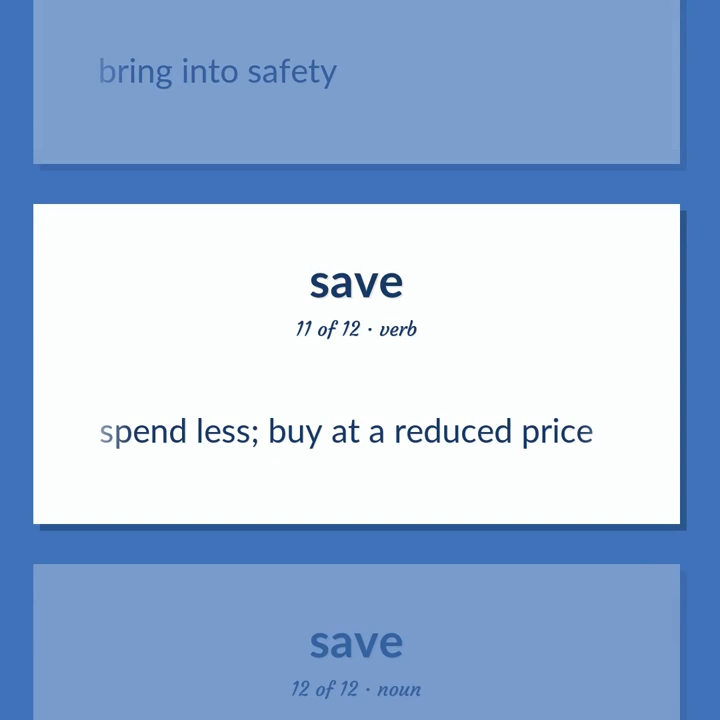 bring into safety
save
11 of 12 · verb
spend less; buy at a reduced price
save
12 of 12 · noun